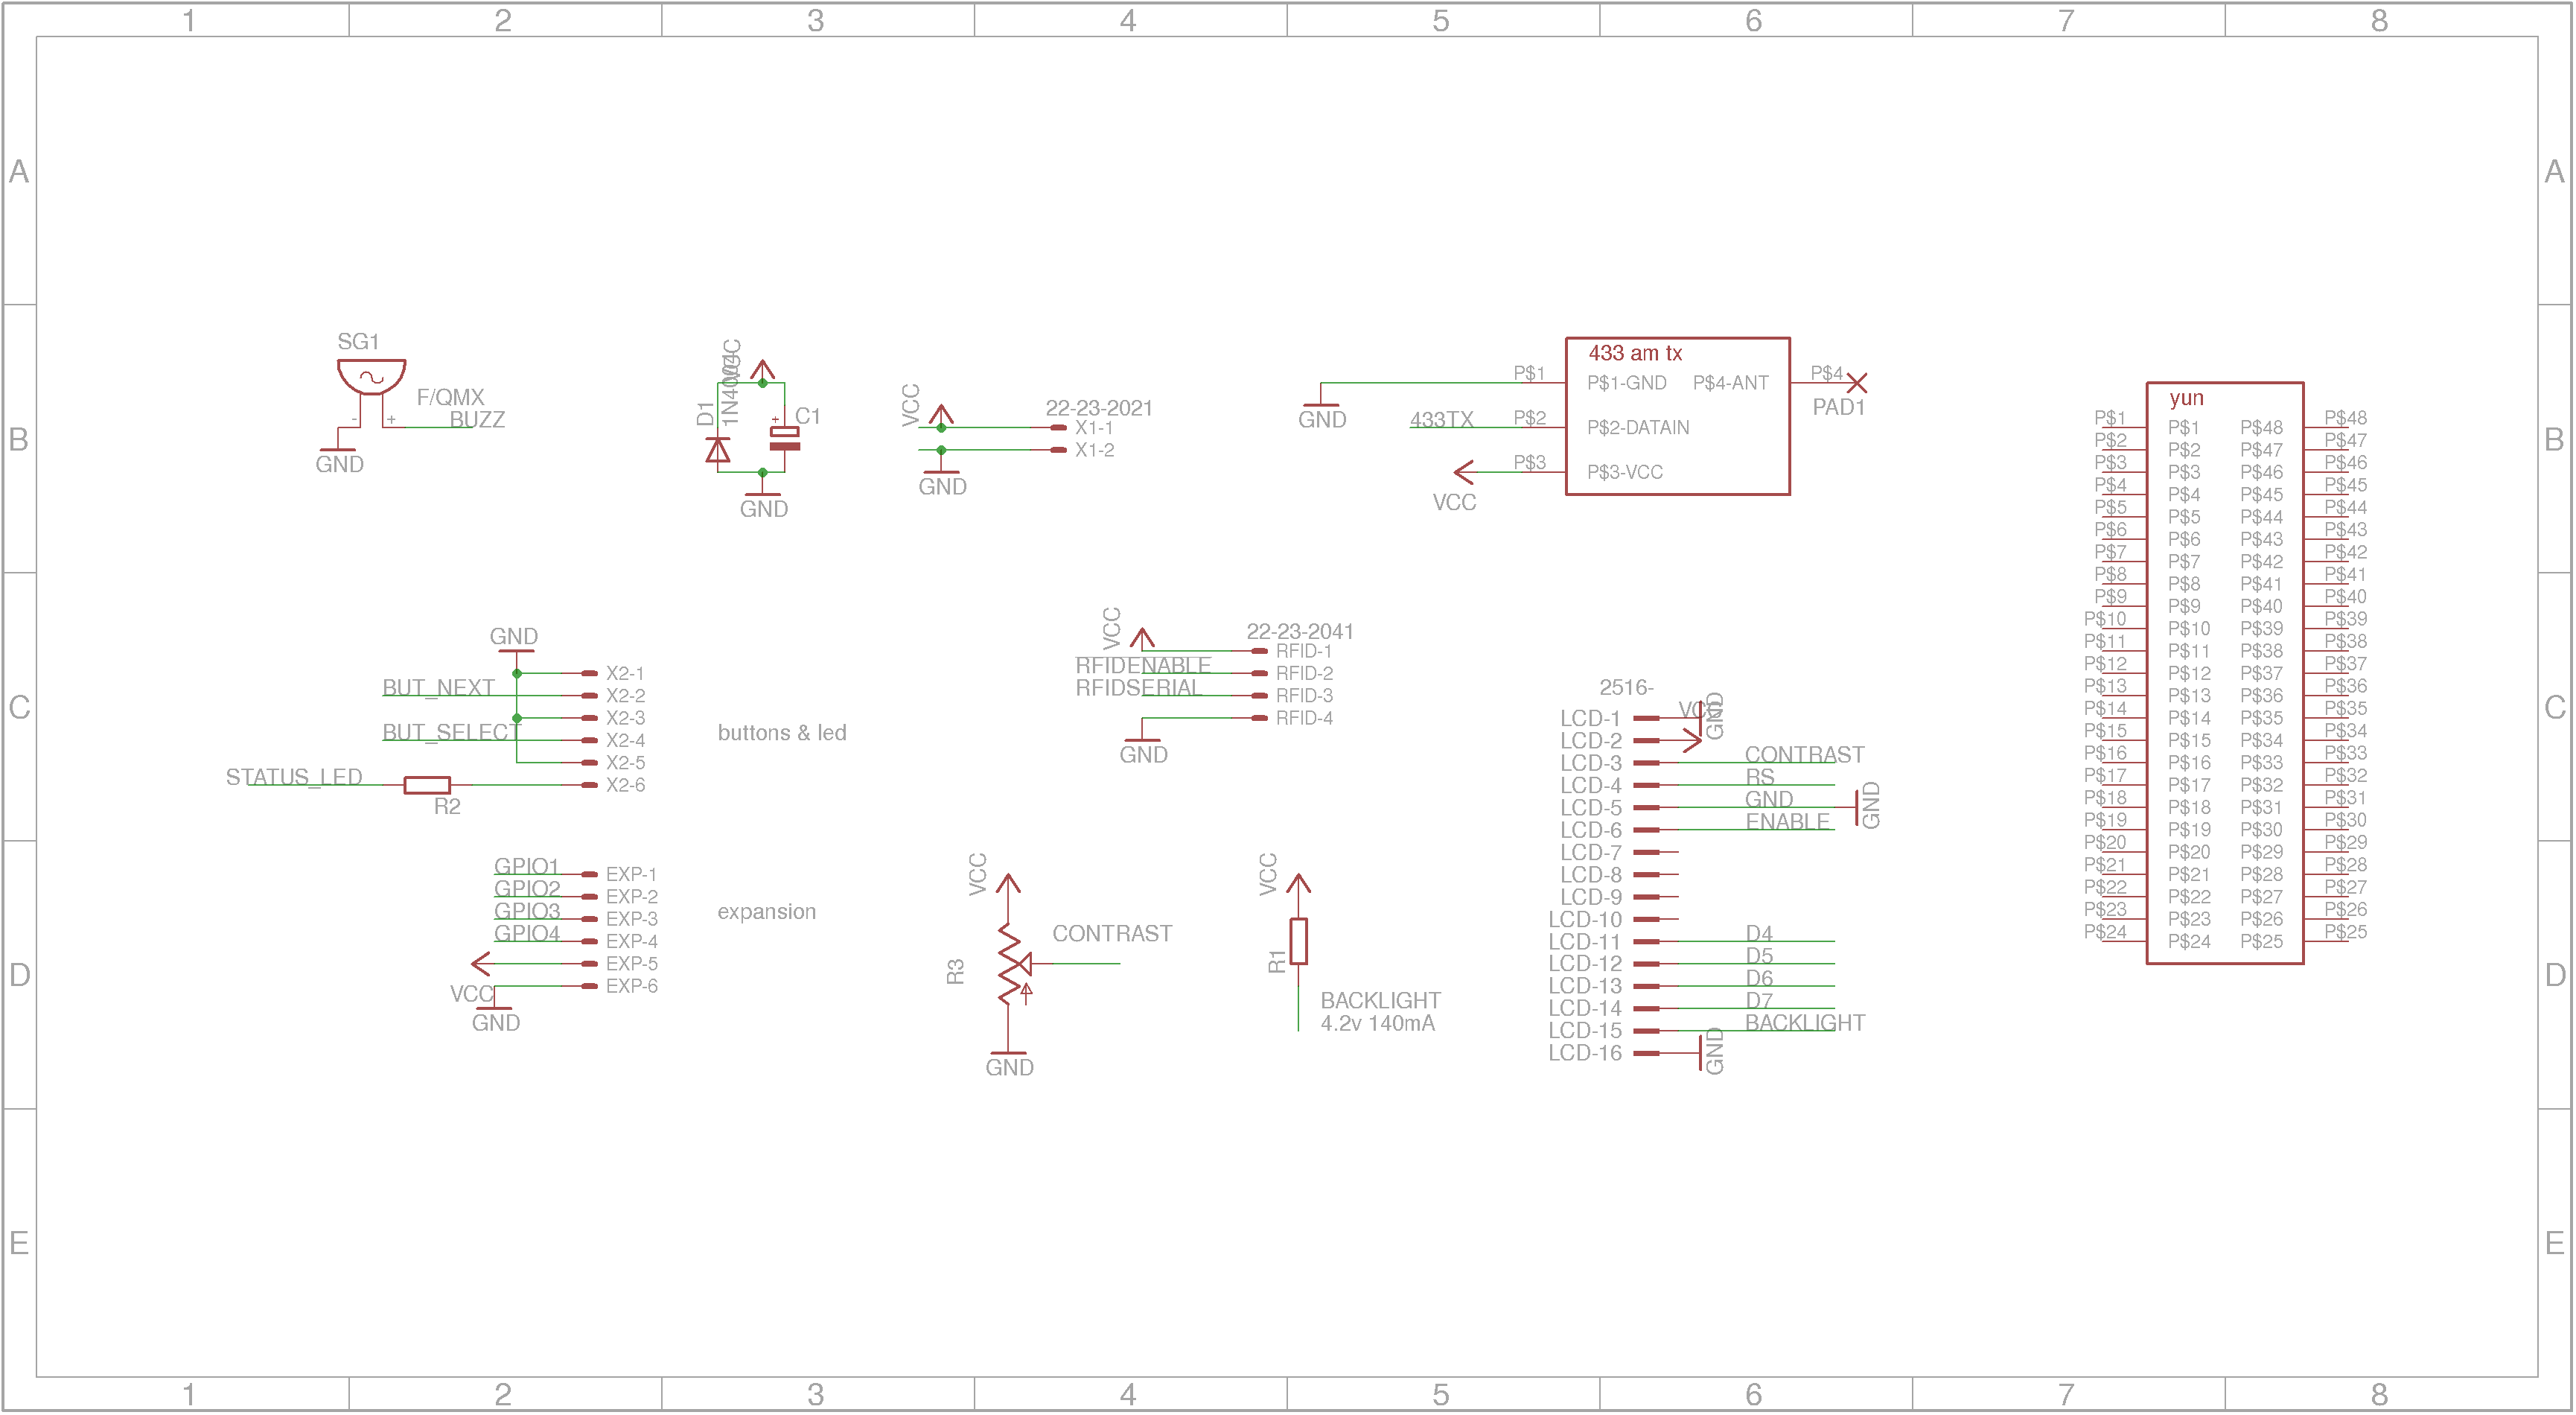 1 2 3 4 5 6 7 8
A A
B B
C C
D D
E E
SG1
F/QMX
BUZZ
- +
GND
D1
1N4004
VCC
+
C1
GND
VCC
22-23-2021
X1-1
X1-2
GND
433 am tx
P$1 P$1-GND P$4-ANT P$4
PAD1
GND
433TX P$2 P$2-DATAIN
P$3 P$3-VCC
VCC
yun
P$1 P$1 P$48 P$48
P$2 P$2 P$47 P$47
P$3 P$3 P$46 P$46
P$4 P$4 P$45 P$45
P$5 P$5 P$44 P$44
P$6 P$6 P$43 P$43
P$7 P$7 P$42 P$42
P$8 P$8 P$41 P$41
P$9 P$9 P$40 P$40
P$10 P$10 P$39 P$39
P$11 P$11 P$38 P$38
P$12 P$12 P$37 P$37
P$13 P$13 P$36 P$36
P$14 P$14 P$35 P$35
P$15 P$15 P$34 P$34
P$16 P$16 P$33 P$33
P$17 P$17 P$32 P$32
P$18 P$18 P$31 P$31
P$19 P$19 P$30 P$30
P$20 P$20 P$29 P$29
P$21 P$21 P$28 P$28
P$22 P$22 P$27 P$27
P$23 P$23 P$26 P$26
P$24 P$24 P$25 P$25
GND
X2-1
BUT_NEXT X2-2
X2-3
BUT_SELECT X2-4
X2-5
STATUS_LED X2-6
R2
buttons & led
VCC
22-23-2041
RFID-1
RFIDENABLE RFID-2
RFIDSERIAL RFID-3
RFID-4
GND
2516-
LCD-1 GND
LCD-2 VCC
LCD-3 CONTRAST
LCD-4 RS
LCD-5 GND GND
LCD-6 ENABLE
LCD-7
LCD-8
LCD-9
LCD-10
LCD-11 D4
LCD-12 D5
LCD-13 D6
LCD-14 D7
LCD-15 BACKLIGHT
LCD-16 GND
GPIO1 EXP-1
GPIO2 EXP-2
GPIO3 EXP-3
GPIO4 EXP-4
EXP-5
VCC EXP-6
GND
expansion
VCC
CONTRAST
R3
GND
VCC
R1
BACKLIGHT
4.2v 140mA
1 2 3 4 5 6 7 8